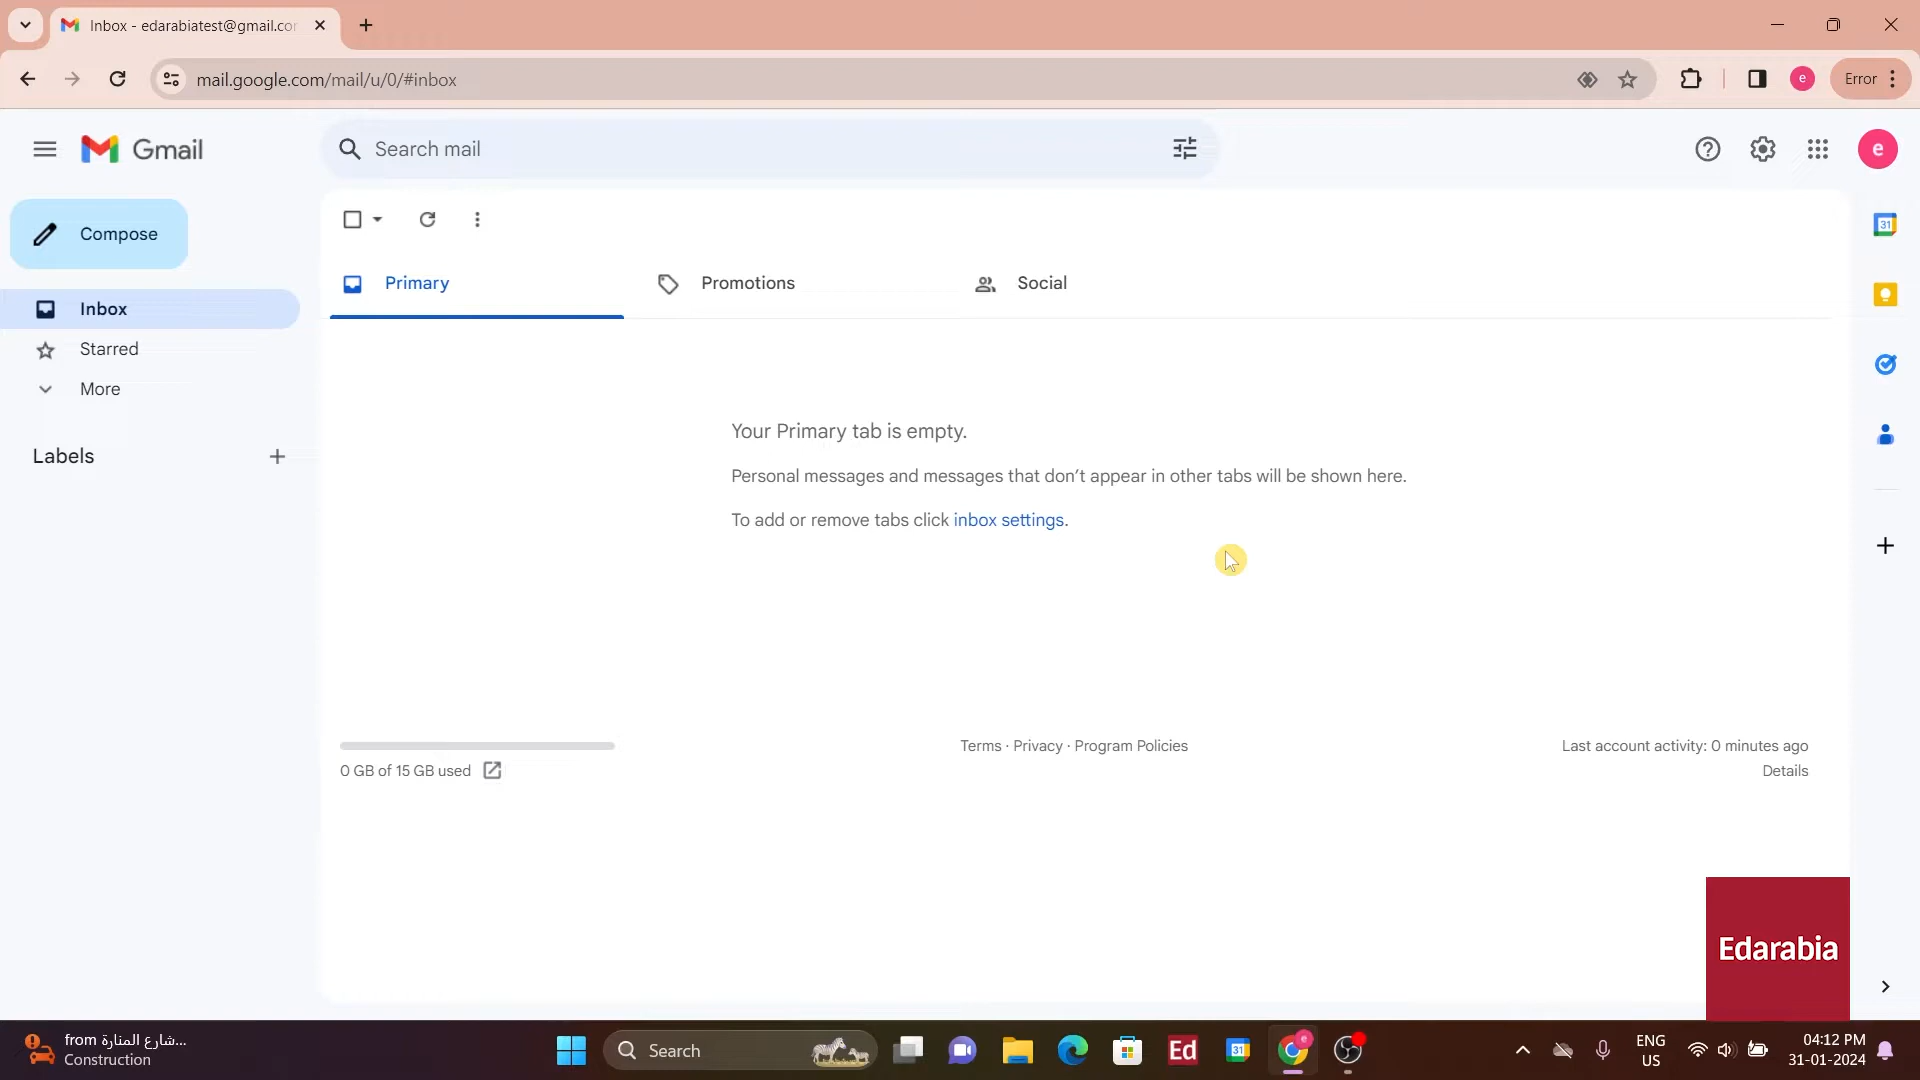 Inbox - edarabiatest@gmail.co
mail.google.com/mail/u/0/#inbox
e
Error
Gmail
Search mail
e
Compose
Primary
Promotions
Social
Inbox
Starred
More
Labels
31
Your Primary tab is empty.
Personal messages and messages that don’t appear in other tabs will be shown here.
To add or remove tabs click inbox settings.
Terms · Privacy · Program Policies
Last account activity: 0 minutes ago
0 GB of 15 GB used
Details
Edarabia
from شارع المنارة...
Construction
Search
Ed
31
e
ENG
US
04:12 PM
31-01-2024